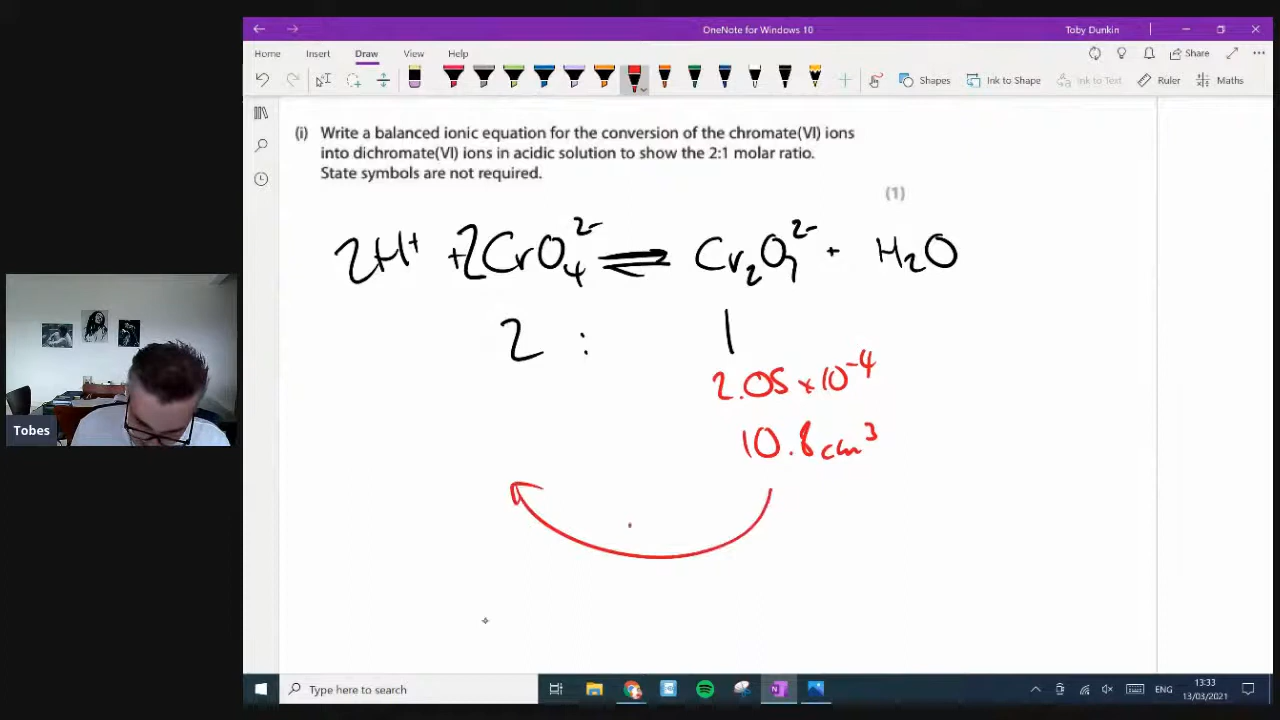 OneNote for Windows 10
Toby Dunkin
Home Insert Draw View Help
Share
Shapes Ink to Shape Ink to Text Ruler Maths
(i) Write a balanced ionic equation for the conversion of the chromate(VI) ions
into dichromate(VI) ions in acidic solution to show the 2:1 molar ratio.
State symbols are not required.
(1)
2H⁺ + 2CrO₄²⁻ ⇌ Cr₂O₇²⁻ + H₂O
2 : 1
2.05 × 10⁻⁴
10.8 cm³
Tobes
Type here to search
ENG
13:33
13/03/2021